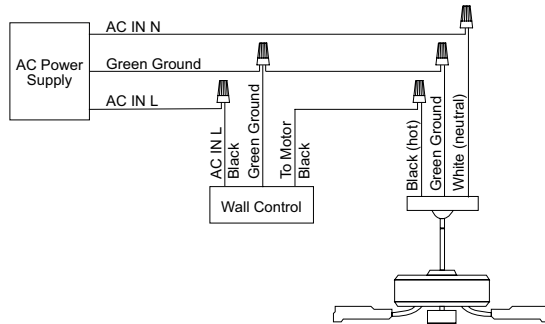 AC IN N
AC Power
Supply
Green Ground
AC IN L
AC IN L
Black
Green Ground
To Motor
Black
Black (hot)
Green Ground
White (neutral)
Wall Control